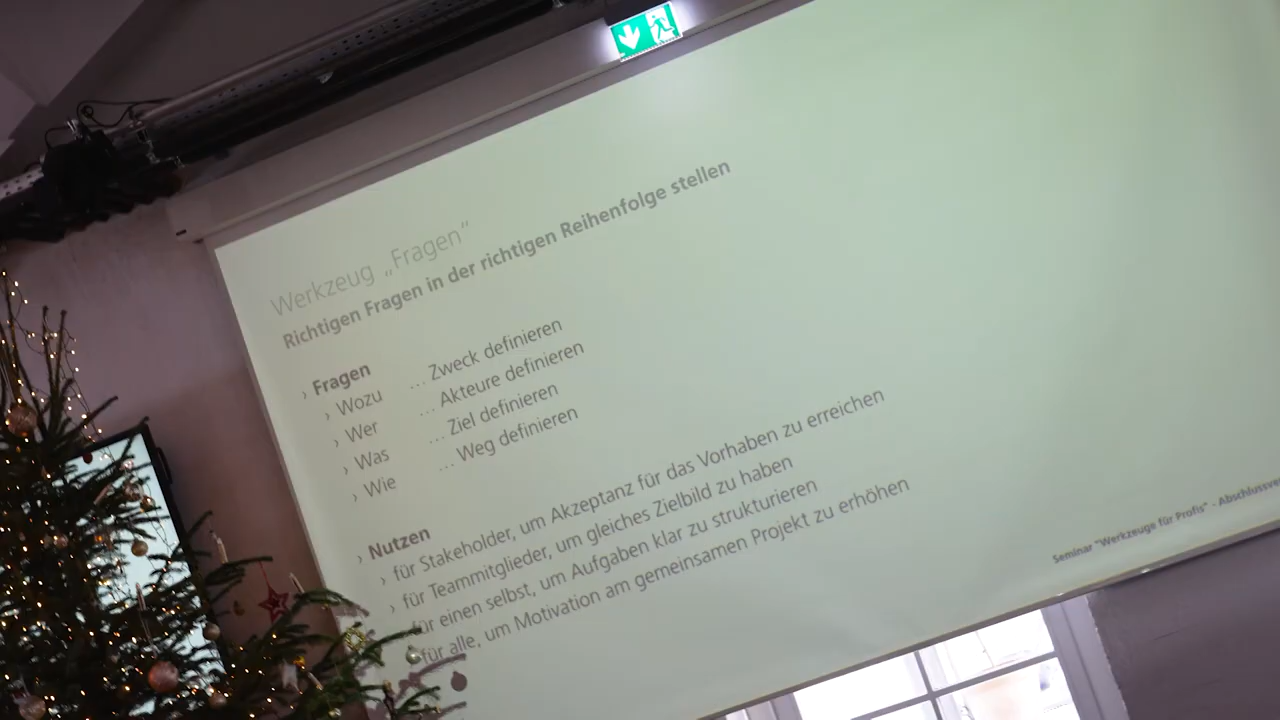 Werkzeug „Fragen“
Richtigen Fragen in der richtigen Reihenfolge stellen
› Fragen
› Wozu … Zweck definieren
› Wer … Akteure definieren
› Was … Ziel definieren
› Wie … Weg definieren
› Nutzen
› für Stakeholder, um Akzeptanz für das Vorhaben zu erreichen
› für Teammitglieder, um gleiches Zielbild zu haben
für einen selbst, um Aufgaben klar zu strukturieren
für alle, um Motivation am gemeinsamen Projekt zu erhöhen
Seminar "Werkzeuge für Profis" -